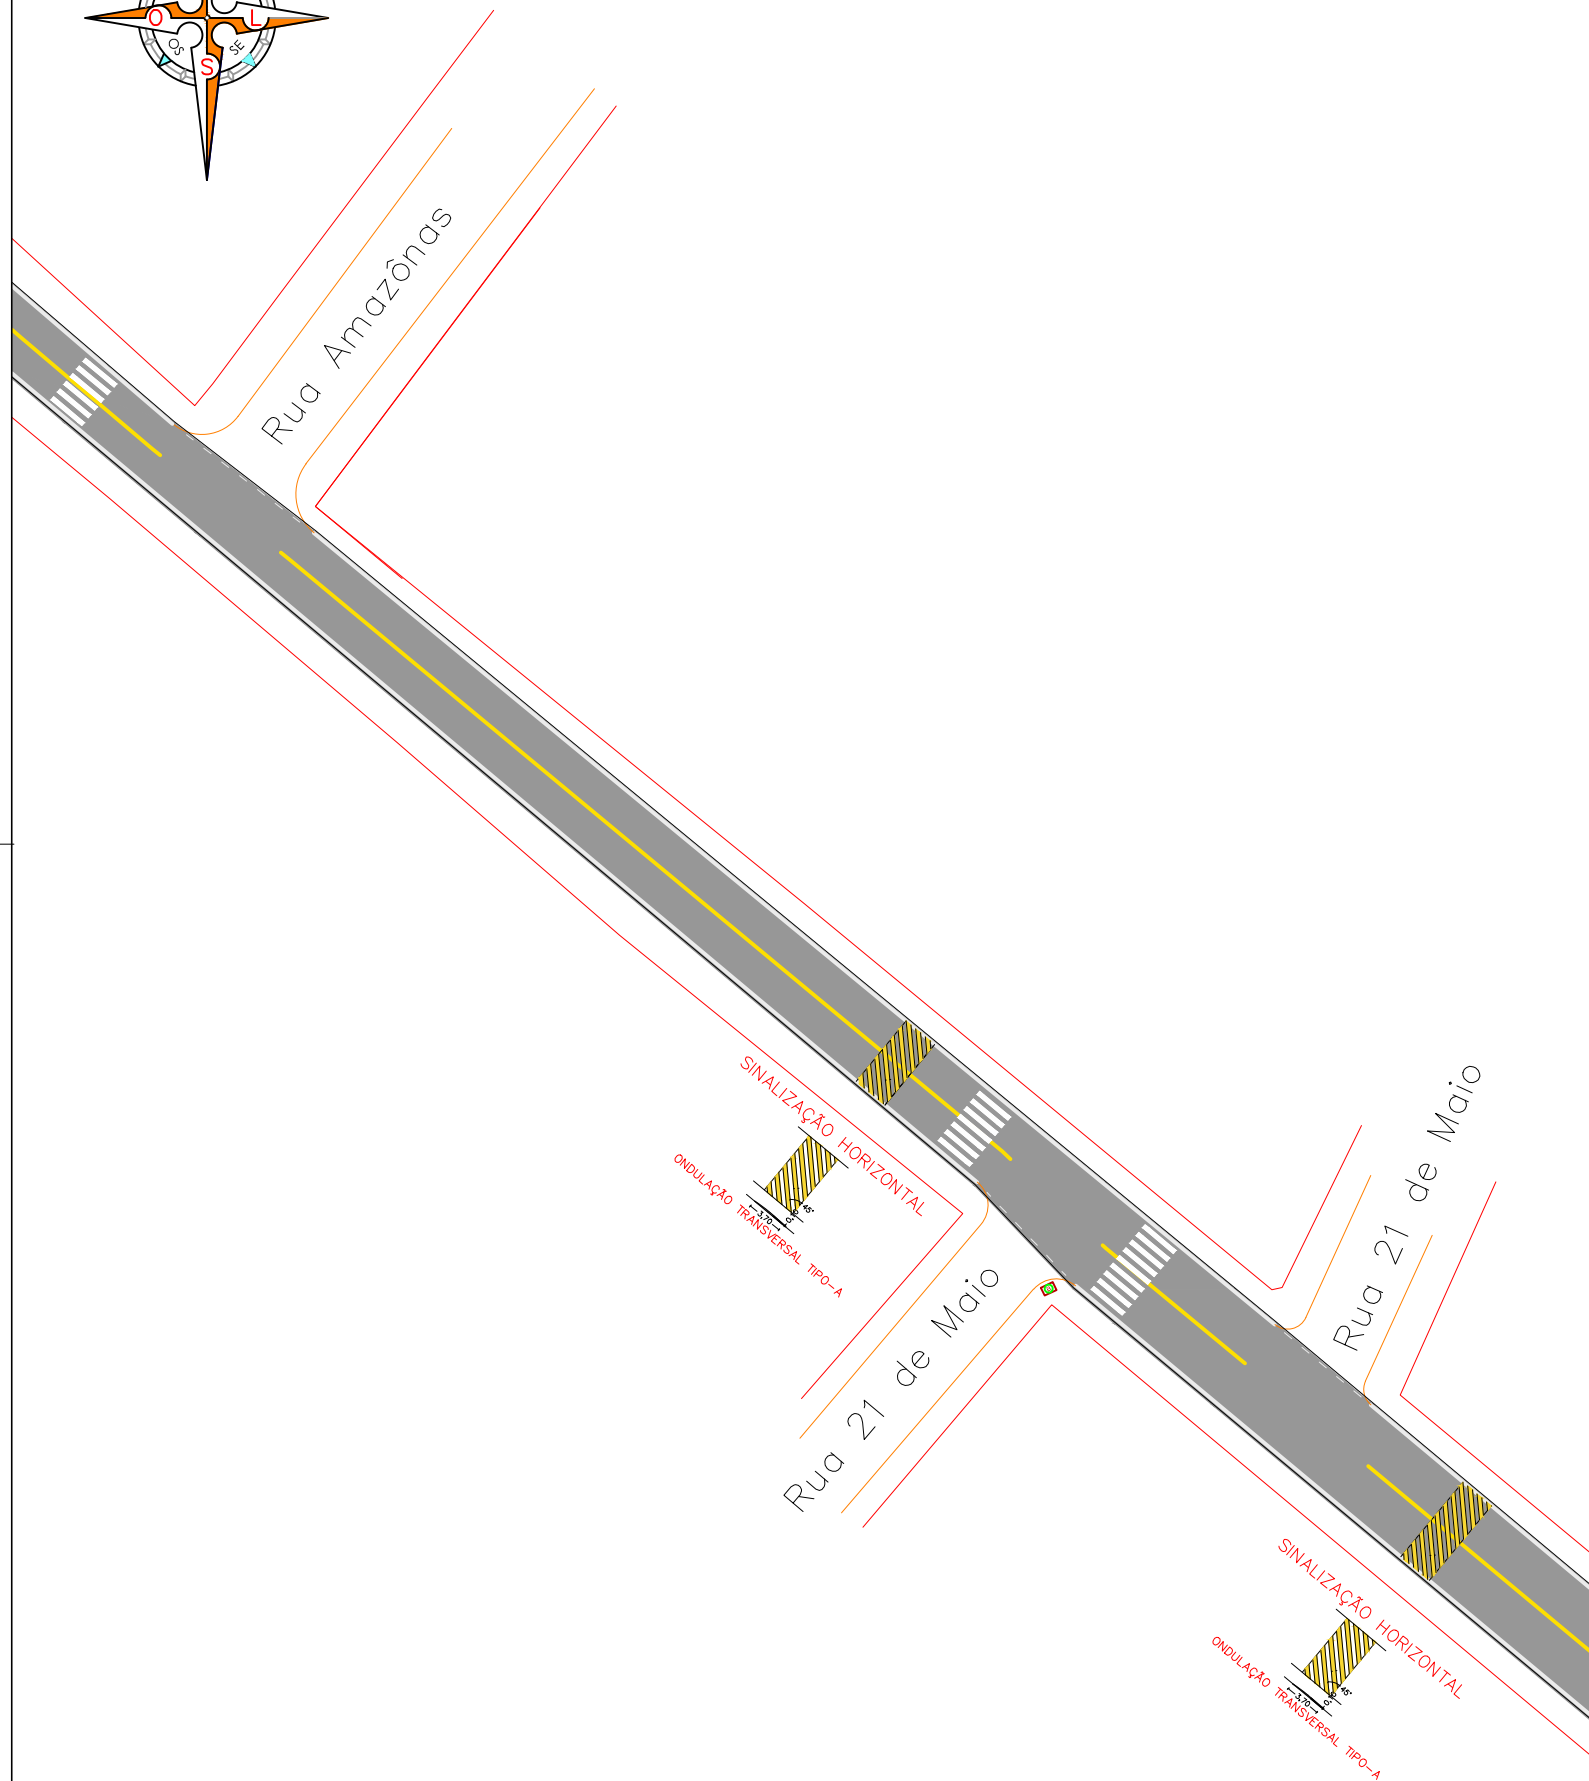 O
L
OS
SE
S
Rua Amazônas
SINALIZAÇÃO HORIZONTAL
ONDULAÇÃO TRANSVERSAL TIPO-A
3,70
45°
Rua 21 de Maio
Rua 21 de Maio
SINALIZAÇÃO HORIZONTAL
ONDULAÇÃO TRANSVERSAL TIPO-A
3,70
45°